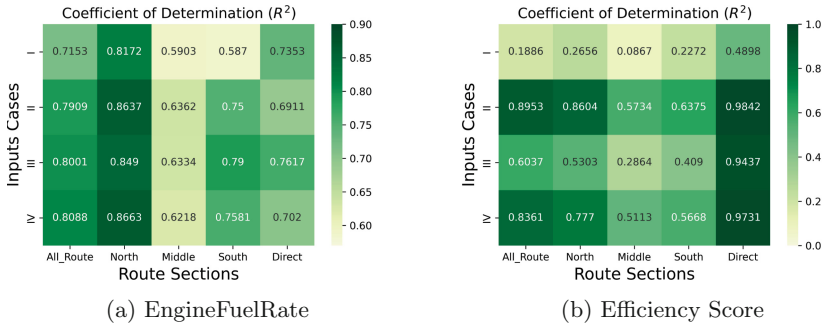 Coefficient of Determination (R²)
Inputs Cases
I 0.7153 0.8172 0.5903 0.587 0.7353
II 0.7909 0.8637 0.6362 0.75 0.6911
III 0.8001 0.849 0.6334 0.79 0.7617
IV 0.8088 0.8663 0.6218 0.7581 0.702
All_Route North Middle South Direct
Route Sections
0.90
0.85
0.80
0.75
0.70
0.65
0.60
(a) EngineFuelRate
Coefficient of Determination (R²)
Inputs Cases
I 0.1886 0.2656 0.0867 0.2272 0.4898
II 0.8953 0.8604 0.5734 0.6375 0.9842
III 0.6037 0.5303 0.2864 0.409 0.9437
IV 0.8361 0.777 0.5113 0.5668 0.9731
All_Route North Middle South Direct
Route Sections
1.0
0.8
0.6
0.4
0.2
0.0
(b) Efficiency Score